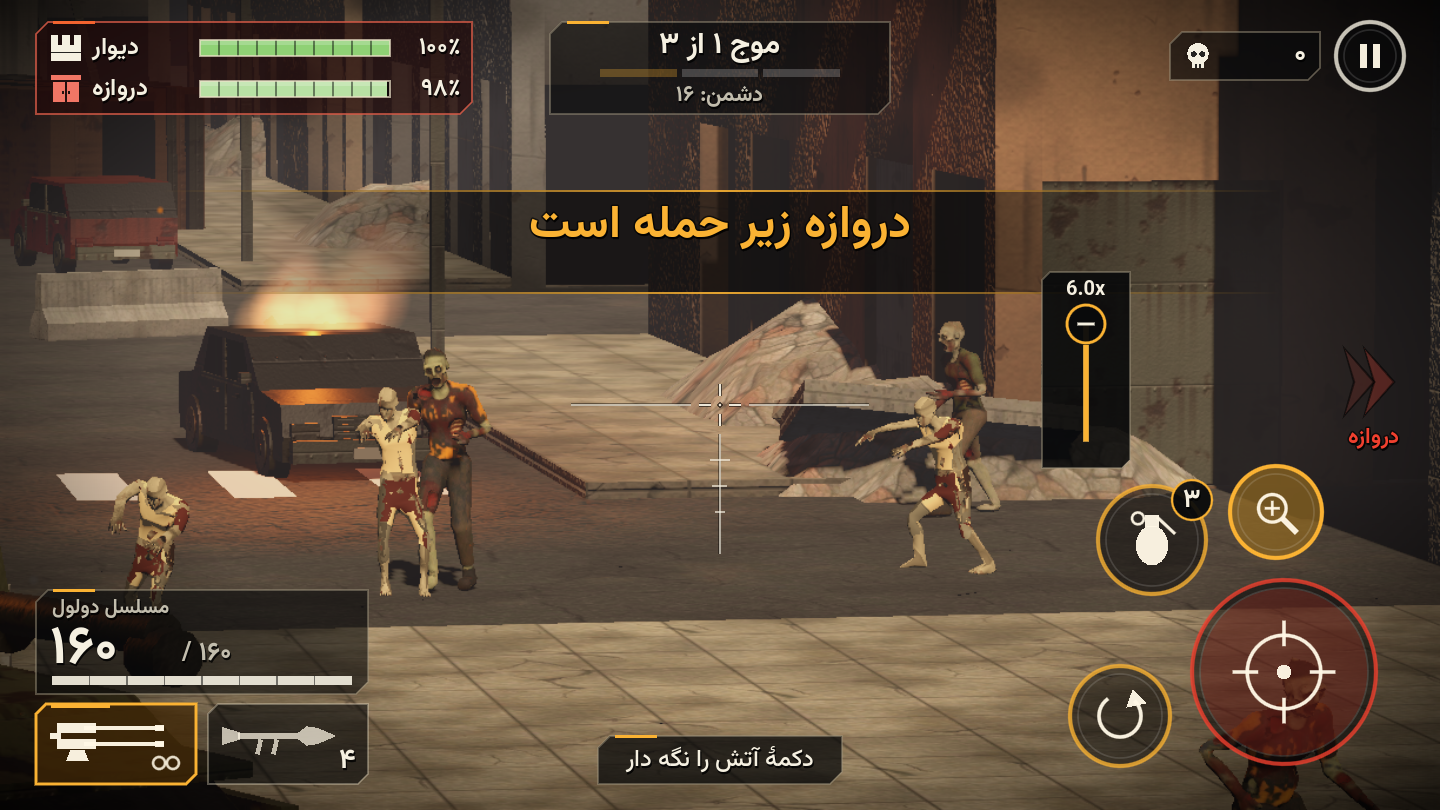 دیوار ۱۰۰٪
دروازه ۹۸٪
موج ۱ از ۳
دشمن: ۱۶
۰
دروازه زیر حمله است
6.0x
دروازه
۳
مسلسل دولول
۱۶۰ / ۱۶۰
∞
۴
دکمهٔ آتش را نگه دار